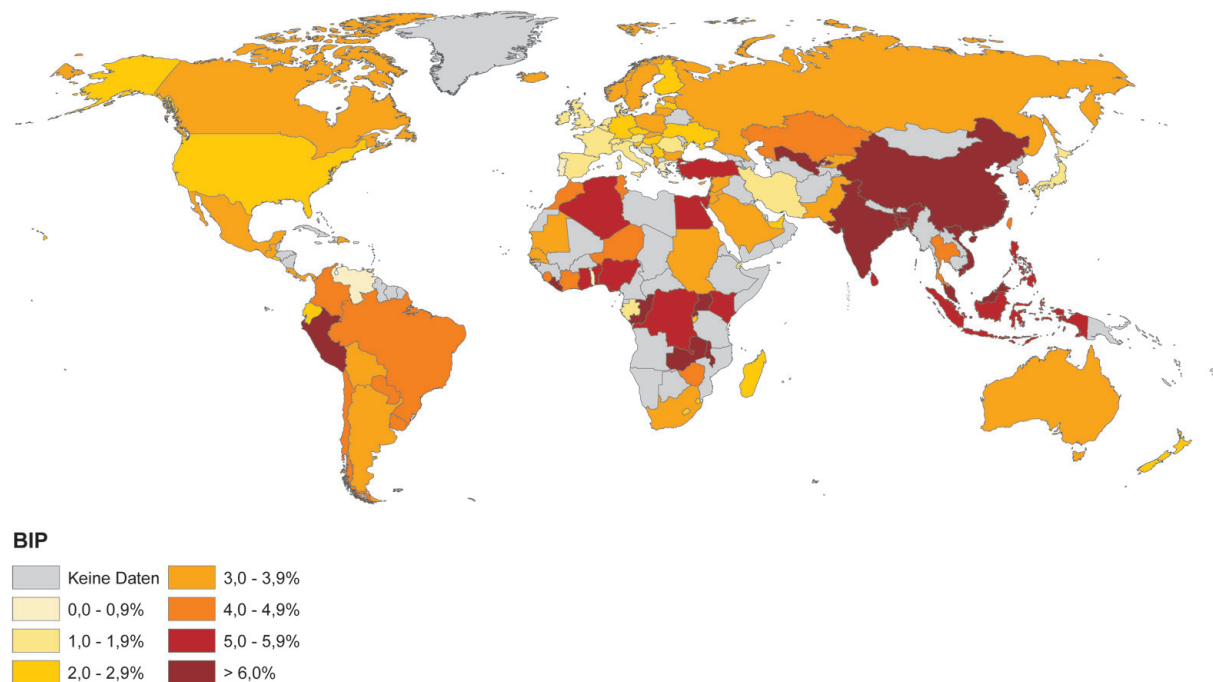 BIP
Keine Daten
0,0 - 0,9%
1,0 - 1,9%
2,0 - 2,9%
3,0 - 3,9%
4,0 - 4,9%
5,0 - 5,9%
> 6,0%